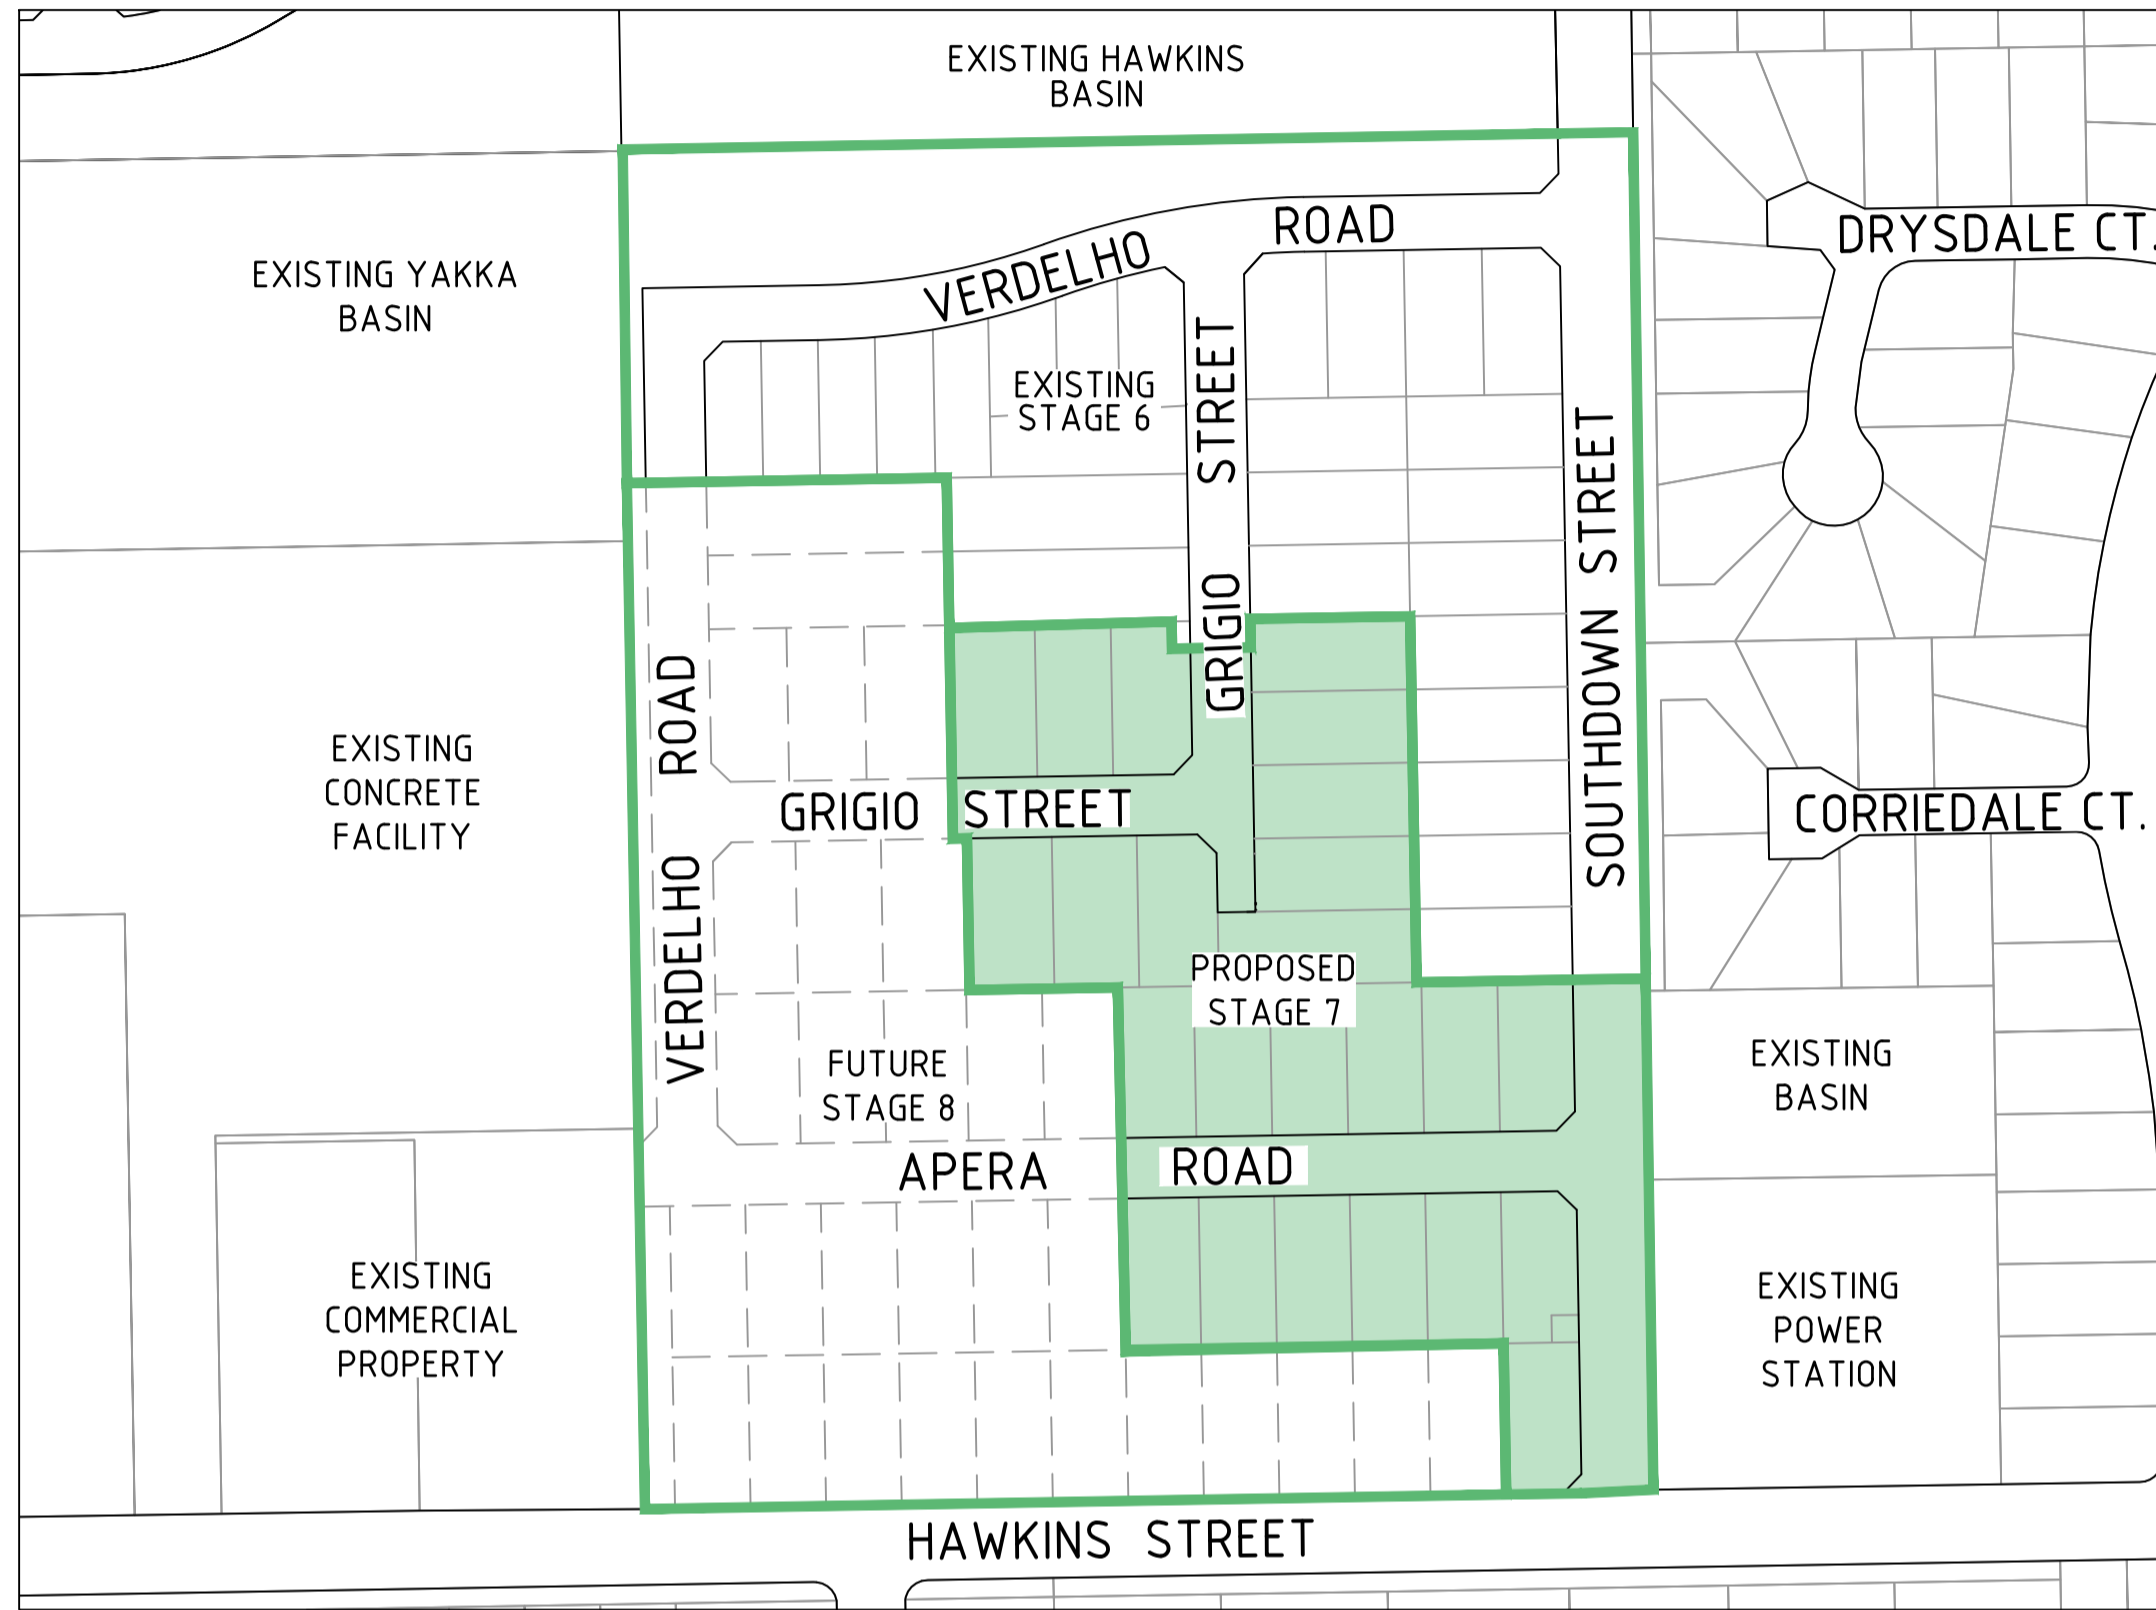 EXISTING HAWKINS
BASIN
DRYSDALE CT.
VERDELHO ROAD
EXISTING YAKKA
BASIN
EXISTING
STAGE 6
GRIGIO STREET
SOUTHDOWN STREET
VERDELHO ROAD
EXISTING
CONCRETE
FACILITY
GRIGIO STREET
CORRIEDALE CT.
PROPOSED
STAGE 7
FUTURE
STAGE 8
EXISTING
BASIN
APERA ROAD
EXISTING
COMMERCIAL
PROPERTY
EXISTING
POWER
STATION
HAWKINS STREET